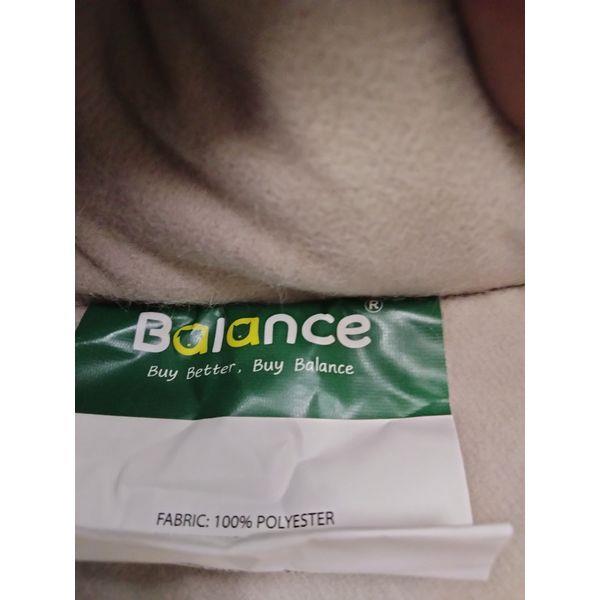 Balance®
Buy Better, Buy Balance
FABRIC: 100% POLYESTER